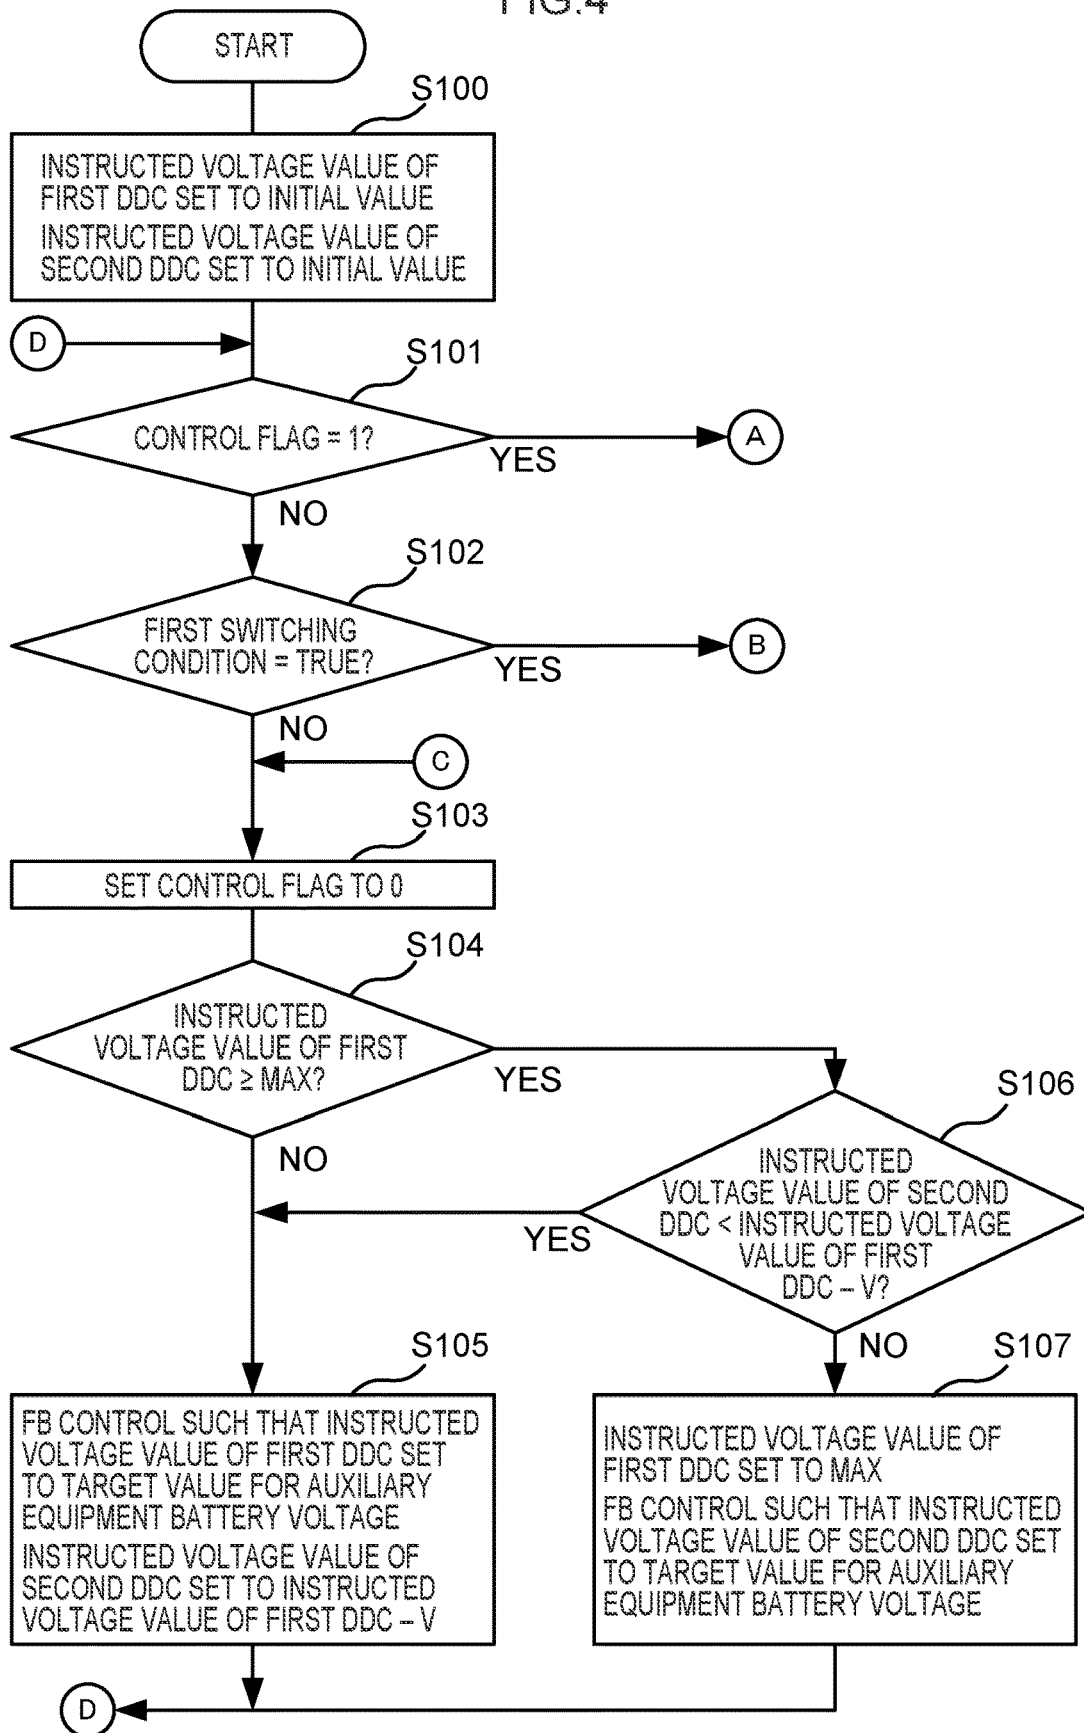 FIG.4
START
S100
INSTRUCTED VOLTAGE VALUE OF
FIRST DDC SET TO INITIAL VALUE
INSTRUCTED VOLTAGE VALUE OF
SECOND DDC SET TO INITIAL VALUE
D
S101
CONTROL FLAG = 1?
YES
A
NO
S102
FIRST SWITCHING
CONDITION = TRUE?
YES
B
NO
C
S103
SET CONTROL FLAG TO 0
S104
INSTRUCTED
VOLTAGE VALUE OF FIRST
DDC ≥ MAX?
YES
NO
S106
INSTRUCTED
VOLTAGE VALUE OF SECOND
DDC < INSTRUCTED VOLTAGE
VALUE OF FIRST
DDC – V?
YES
NO
S105
FB CONTROL SUCH THAT INSTRUCTED
VOLTAGE VALUE OF FIRST DDC SET
TO TARGET VALUE FOR AUXILIARY
EQUIPMENT BATTERY VOLTAGE
INSTRUCTED VOLTAGE VALUE OF
SECOND DDC SET TO INSTRUCTED
VOLTAGE VALUE OF FIRST DDC – V
S107
INSTRUCTED VOLTAGE VALUE OF
FIRST DDC SET TO MAX
FB CONTROL SUCH THAT INSTRUCTED
VOLTAGE VALUE OF SECOND DDC SET
TO TARGET VALUE FOR AUXILIARY
EQUIPMENT BATTERY VOLTAGE
D